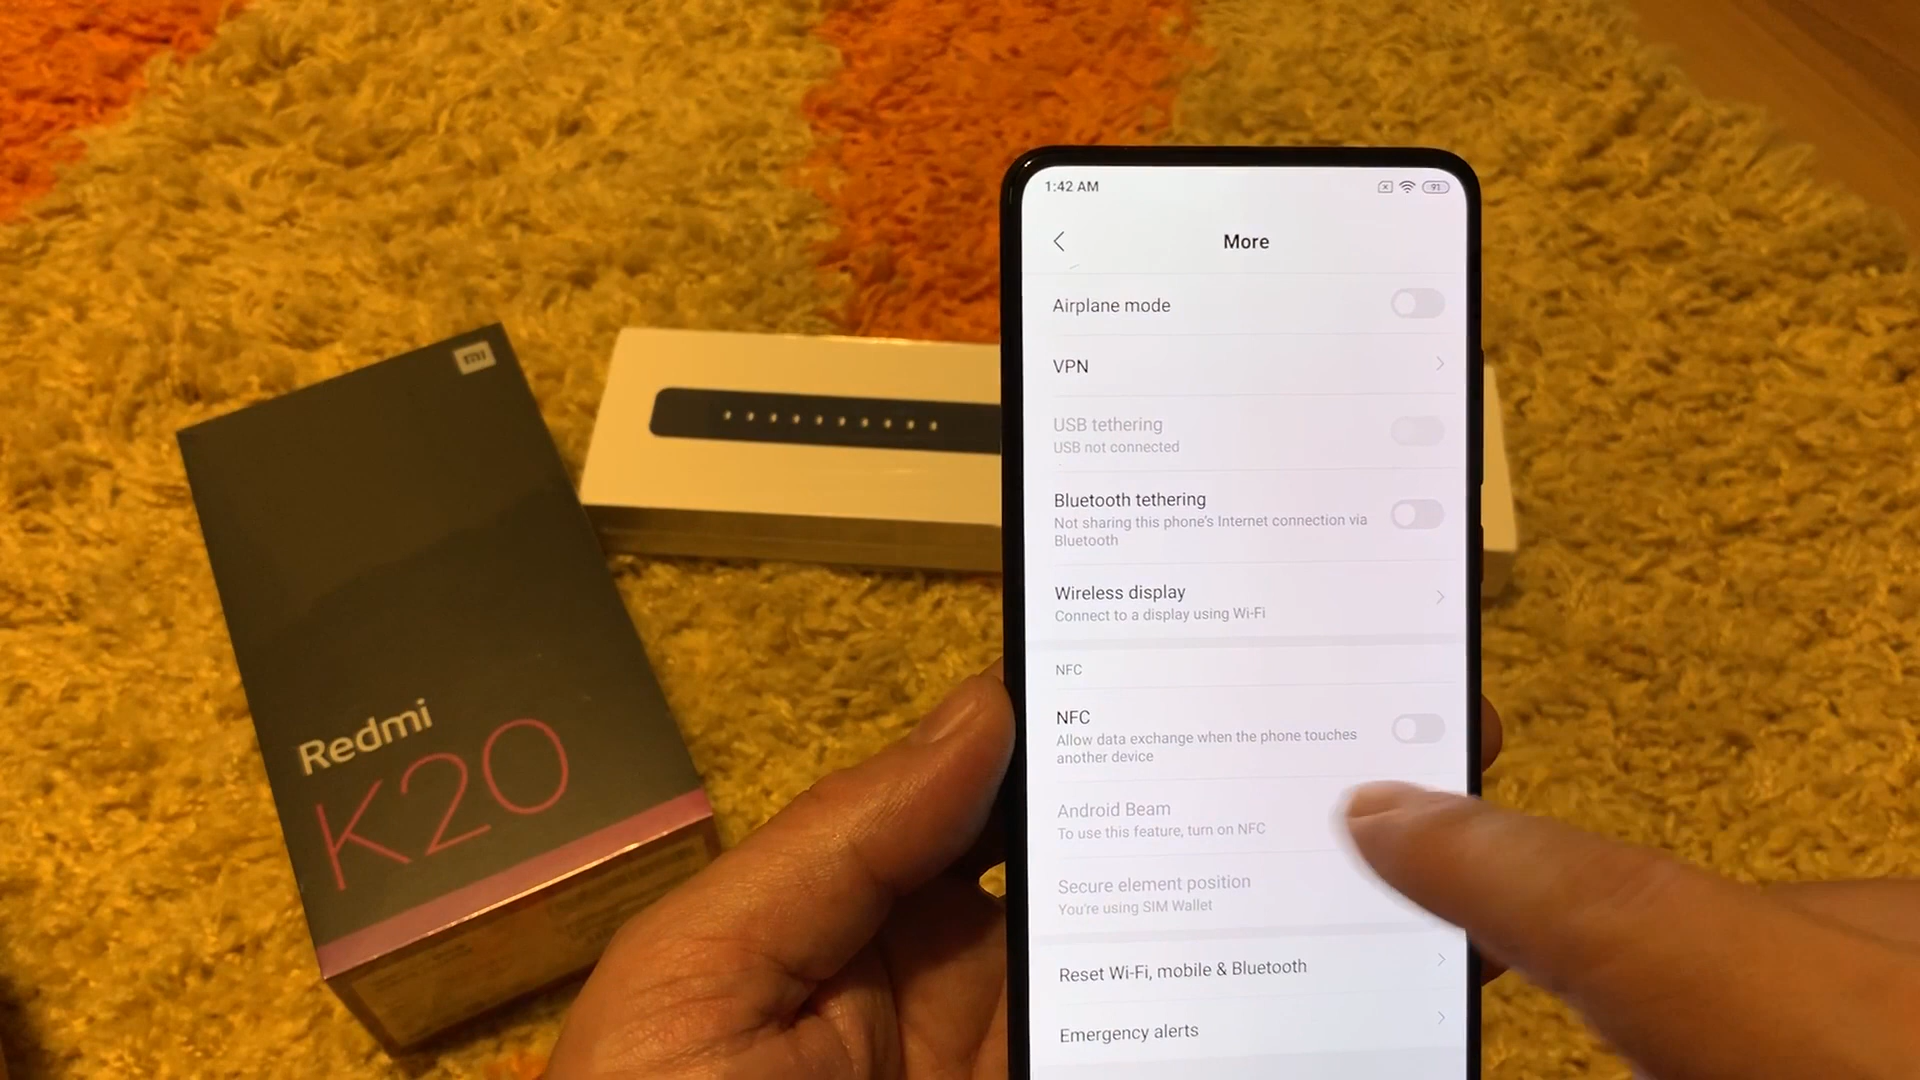 mi
Redmi
K20
1:42 AM
91
More
Airplane mode
VPN
USB tethering
USB not connected
Bluetooth tethering
Not sharing this phone's Internet connection via
Bluetooth
Wireless display
Connect to a display using Wi-Fi
NFC
NFC
Allow data exchange when the phone touches
another device
Android Beam
To use this feature, turn on NFC
Secure element position
You're using SIM Wallet
Reset Wi-Fi, mobile & Bluetooth
Emergency alerts